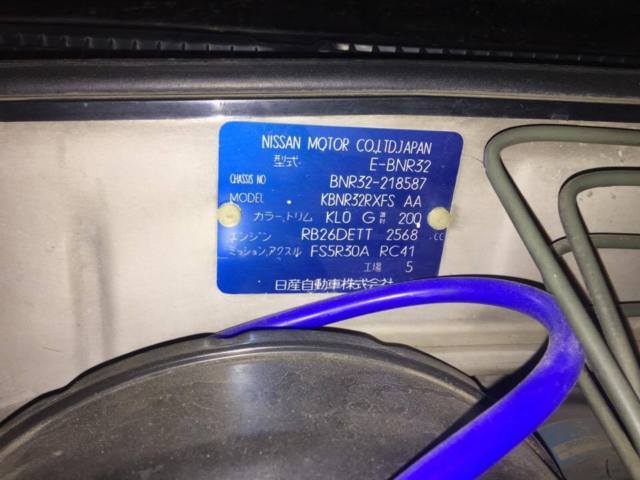 NISSAN MOTOR CO.,LTD.JAPAN
型式 E-BNR32
CHASSIS NO BNR32-218587
MODEL KBNR32RXFS AA
カラー,トリム KL0 G 200
エンジン RB26DETT 2568 CC
ミッション,アクスル FS5R30A RC41
工場 5
日産自動車株式会社